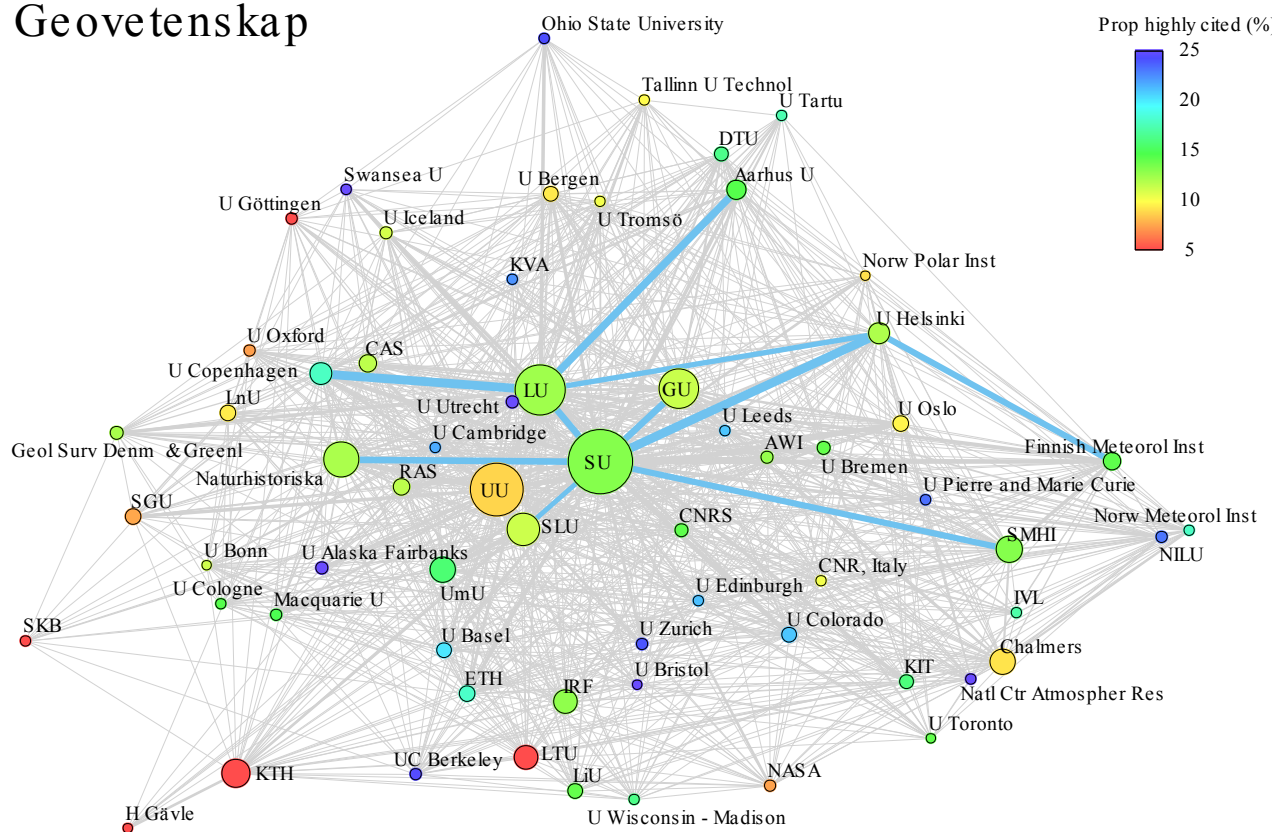 Geovetenskap
Ohio State University
Prop highly cited (%
25
20
15
10
5
Tallinn U Technol
U Tartu
DTU
Aarhus U
Swansea U
U Bergen
U Göttingen
U Iceland
U Tromsö
KVA
Norw Polar Inst
U Helsinki
U Oxford
CAS
U Copenhagen
LU
GU
LnU
U Utrecht
U Leeds
U Oslo
U Cambridge
AWI
Geol Surv Denm & Greenl
Finnish Meteorol Inst
U Bremen
SU
Naturhistoriska
RAS
UU
U Pierre and Marie Curie
SGU
CNRS
SLU
Norw Meteorol Inst
SMHI
NILU
U Bonn
U Alaska Fairbanks
CNR, Italy
U Cologne
Macquarie U
UmU
U Edinburgh
IVL
SKB
U Basel
U Zurich
U Colorado
Chalmers
U Bristol
ETH
IRF
KIT
Natl Ctr Atmospher Res
U Toronto
LTU
UC Berkeley
KTH
LiU
NASA
H Gävle
U Wisconsin - Madison